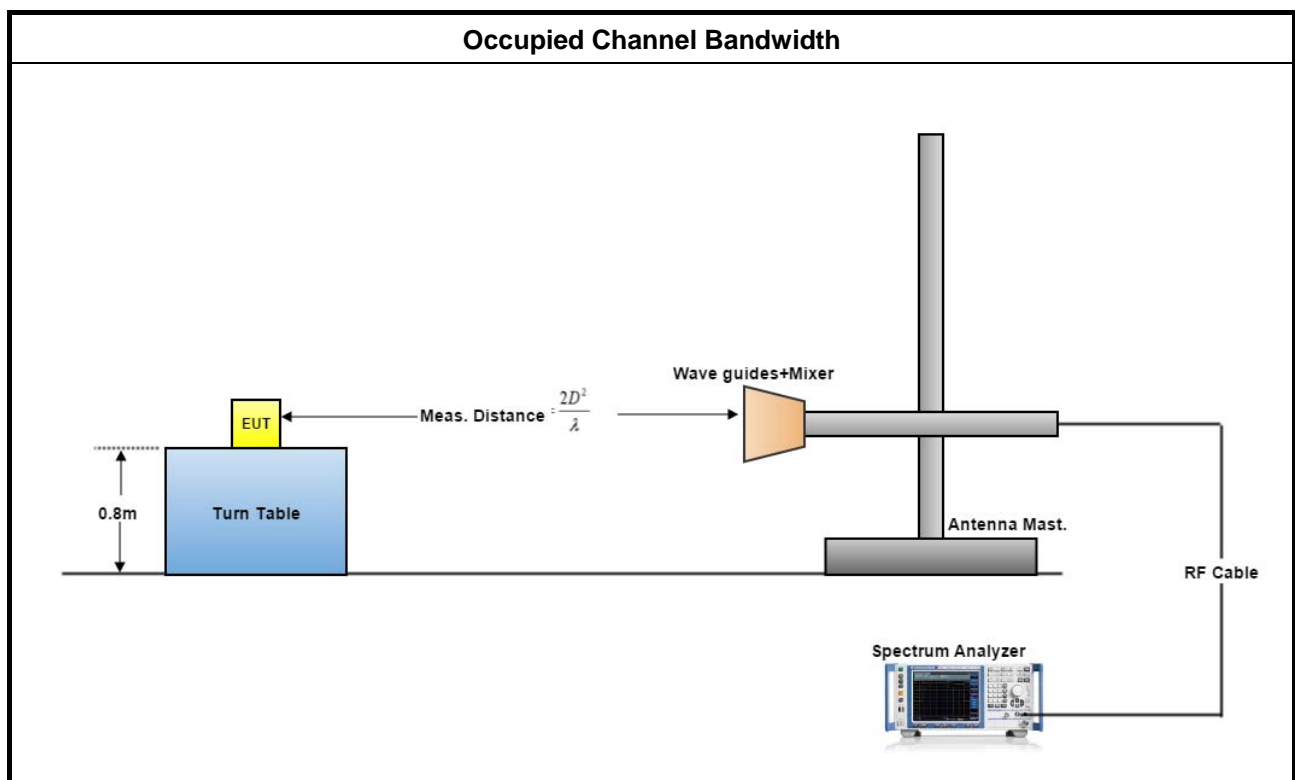 Occupied Channel Bandwidth
Wave guides+Mixer
EUT
Meas. Distance = 2D²/λ
0.8m
Turn Table
Antenna Mast.
RF Cable
Spectrum Analyzer